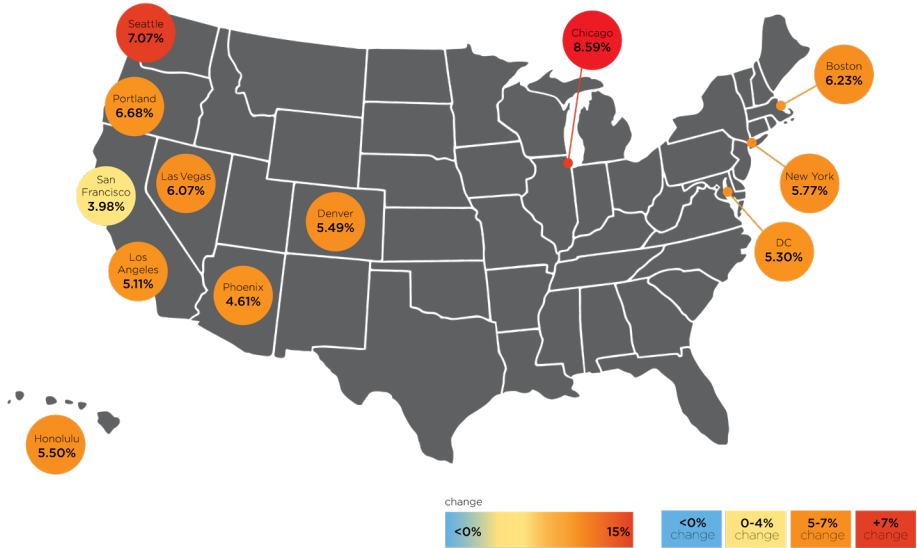 Seattle
7.07%
Chicago
8.59%
Boston
6.23%
Portland
6.68%
San
Francisco
3.98%
Las Vegas
6.07%
New York
5.77%
Denver
5.49%
DC
5.30%
Los
Angeles
5.11%
Phoenix
4.61%
Honolulu
5.50%
change
<0%
15%
<0%
change
0-4%
change
5-7%
change
+7%
change